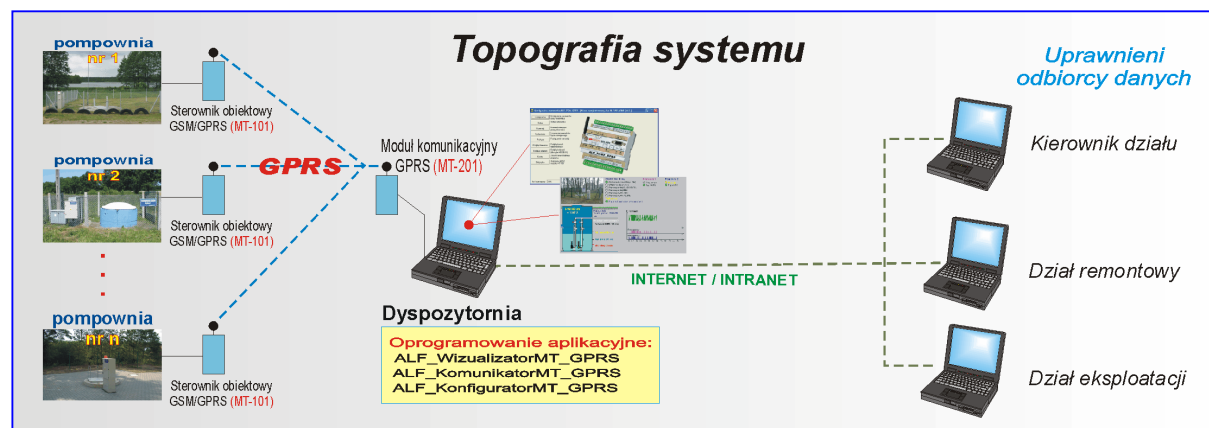 Topografia systemu
pompownia
nr 1
Sterownik obiektowy
GSM/GPRS (MT-101)
pompownia
nr 2
Sterownik obiektowy
GSM/GPRS (MT-101)
pompownia
nr n
Sterownik obiektowy
GSM/GPRS (MT-101)
GPRS
Moduł komunikacyjny
GPRS (MT-201)
Dyspozytornia
Oprogramowanie aplikacyjne:
ALF_WizualizatorMT_GPRS
ALF_KomunikatorMT_GPRS
ALF_KonfiguratorMT_GPRS
INTERNET / INTRANET
Uprawnieni
odbiorcy danych
Kierownik działu
Dział remontowy
Dział eksploatacji